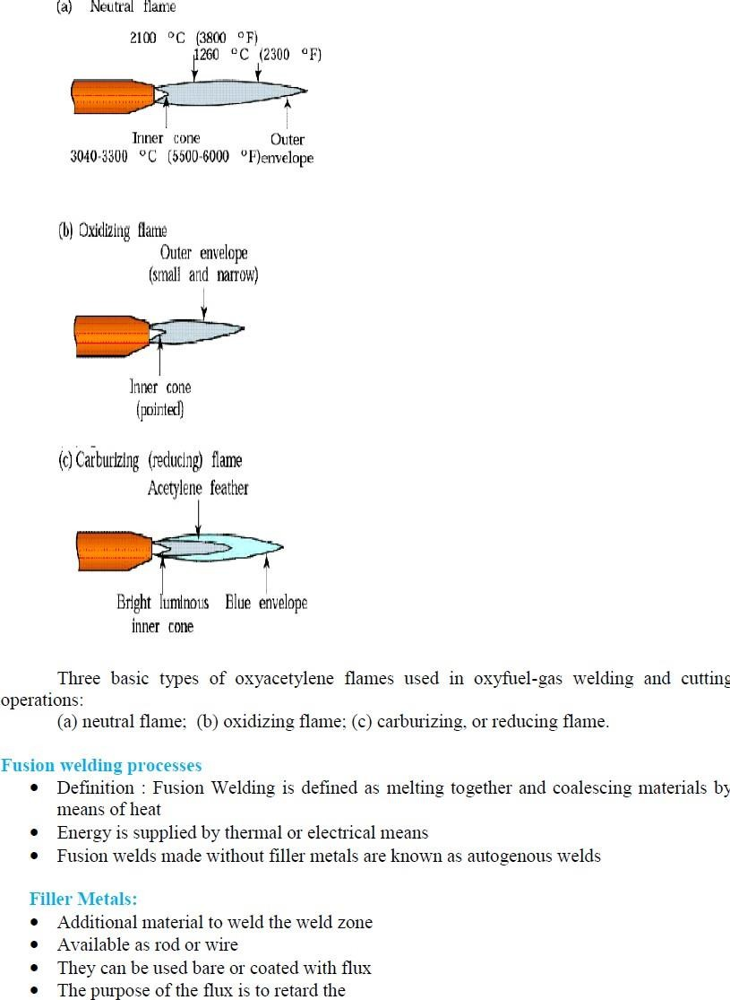 (a) Neutral flame
2100 °C (3800 °F)
1260 °C (2300 °F)
Inner cone
3040-3300 °C (5500-6000 °F)
Outer
envelope
(b) Oxidizing flame
Outer envelope
(small and narrow)
Inner cone
(pointed)
(c) Carburizing (reducing) flame
Acetylene feather
Bright luminous
inner cone
Blue envelope
Three basic types of oxyacetylene flames used in oxyfuel-gas welding and cutting
operations:
(a) neutral flame; (b) oxidizing flame; (c) carburizing, or reducing flame.
Fusion welding processes
• Definition : Fusion Welding is defined as melting together and coalescing materials by
means of heat
• Energy is supplied by thermal or electrical means
• Fusion welds made without filler metals are known as autogenous welds
Filler Metals:
• Additional material to weld the weld zone
• Available as rod or wire
• They can be used bare or coated with flux
• The purpose of the flux is to retard the